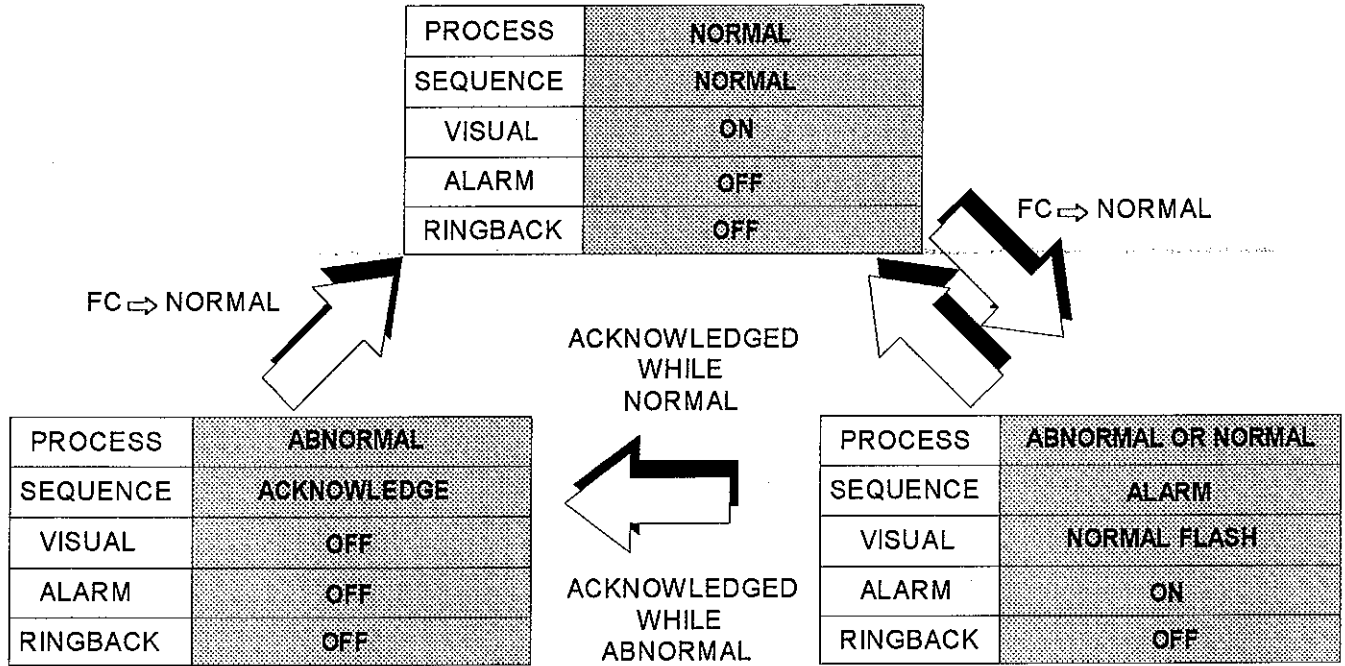 PROCESS NORMAL
SEQUENCE NORMAL
VISUAL ON
ALARM OFF
RINGBACK OFF
FC ⇨ NORMAL
FC ⇨ NORMAL
ACKNOWLEDGED
WHILE
NORMAL
PROCESS ABNORMAL
SEQUENCE ACKNOWLEDGE
VISUAL OFF
ALARM OFF
RINGBACK OFF
ACKNOWLEDGED
WHILE
ABNORMAL
PROCESS ABNORMAL OR NORMAL
SEQUENCE ALARM
VISUAL NORMAL FLASH
ALARM ON
RINGBACK OFF